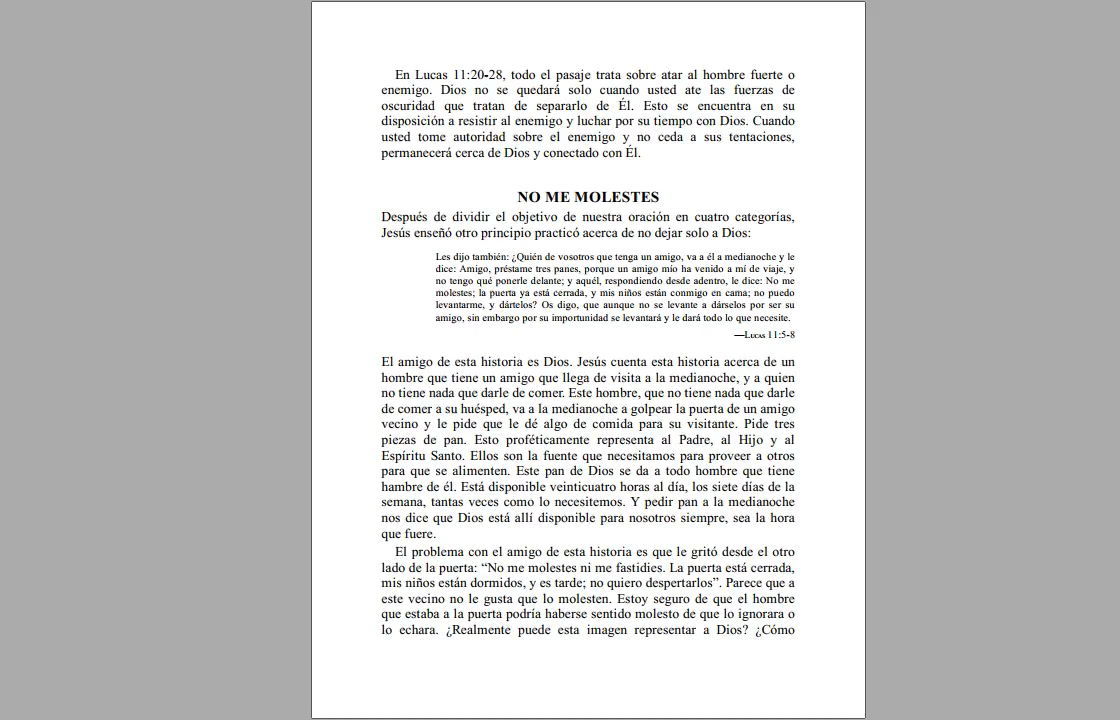 En Lucas 11:20-28, todo el pasaje trata sobre atar al hombre fuerte o
enemigo. Dios no se quedará solo cuando usted ate las fuerzas de
oscuridad que tratan de separarlo de Él. Esto se encuentra en su
disposición a resistir al enemigo y luchar por su tiempo con Dios. Cuando
usted tome autoridad sobre el enemigo y no ceda a sus tentaciones,
permanecerá cerca de Dios y conectado con Él.
NO ME MOLESTES
Después de dividir el objetivo de nuestra oración en cuatro categorías,
Jesús enseñó otro principio practicó acerca de no dejar solo a Dios:
Les dijo también: ¿Quién de vosotros que tenga un amigo, va a él a medianoche y le
dice: Amigo, préstame tres panes, porque un amigo mío ha venido a mí de viaje, y
no tengo qué ponerle delante; y aquél, respondiendo desde adentro, le dice: No me
molestes; la puerta ya está cerrada, y mis niños están conmigo en cama; no puedo
levantarme, y dártelos? Os digo, que aunque no se levante a dárselos por ser su
amigo, sin embargo por su importunidad se levantará y le dará todo lo que necesite.
—Lucas 11:5-8
El amigo de esta historia es Dios. Jesús cuenta esta historia acerca de un
hombre que tiene un amigo que llega de visita a la medianoche, y a quien
no tiene nada que darle de comer. Este hombre, que no tiene nada que darle
de comer a su huésped, va a la medianoche a golpear la puerta de un amigo
vecino y le pide que le dé algo de comida para su visitante. Pide tres
piezas de pan. Esto proféticamente representa al Padre, al Hijo y al
Espíritu Santo. Ellos son la fuente que necesitamos para proveer a otros
para que se alimenten. Este pan de Dios se da a todo hombre que tiene
hambre de él. Está disponible veinticuatro horas al día, los siete días de la
semana, tantas veces como lo necesitemos. Y pedir pan a la medianoche
nos dice que Dios está allí disponible para nosotros siempre, sea la hora
que fuere.
El problema con el amigo de esta historia es que le gritó desde el otro
lado de la puerta: “No me molestes ni me fastidies. La puerta está cerrada,
mis niños están dormidos, y es tarde; no quiero despertarlos”. Parece que a
este vecino no le gusta que lo molesten. Estoy seguro de que el hombre
que estaba a la puerta podría haberse sentido molesto de que lo ignorara o
lo echara. ¿Realmente puede esta imagen representar a Dios? ¿Cómo